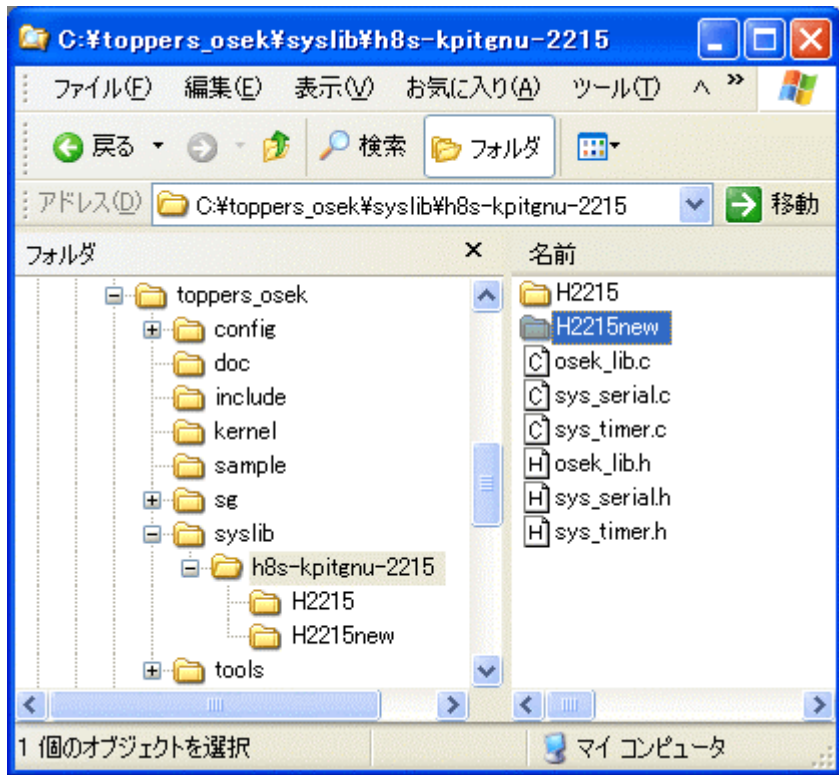 C:¥toppers_osek¥syslib¥h8s-kpitgnu-2215
ファイル(F) 編集(E) 表示(V) お気に入り(A) ツール(T) ヘ »
戻る 検索 フォルダ
アドレス(D) C:¥toppers_osek¥syslib¥h8s-kpitgnu-2215 移動
フォルダ × 名前
toppers_osek
config
doc
include
kernel
sample
sg
syslib
h8s-kpitgnu-2215
H2215
H2215new
tools
H2215
H2215new
osek_lib.c
sys_serial.c
sys_timer.c
osek_lib.h
sys_serial.h
sys_timer.h
1 個のオブジェクトを選択 マイ コンピュータ